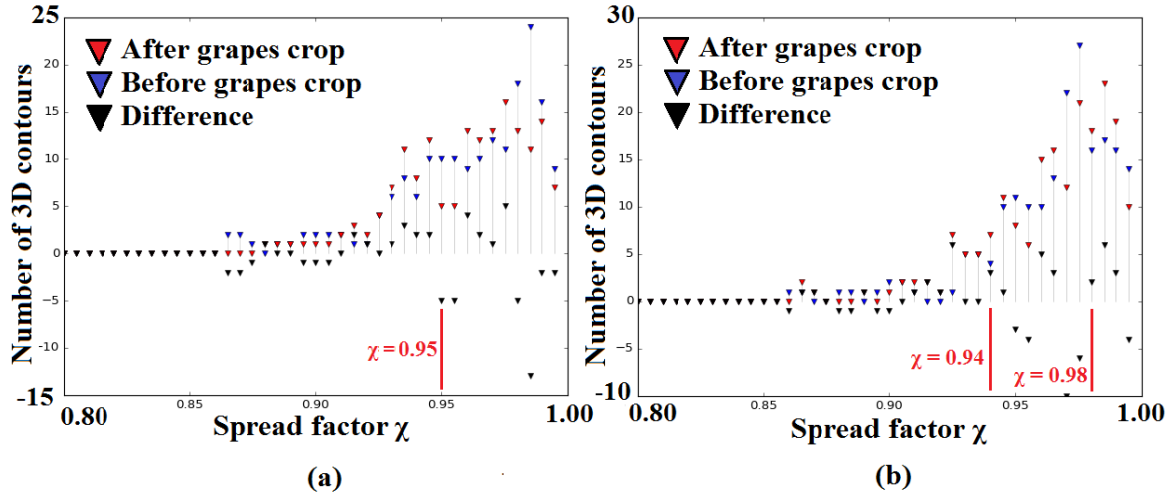 25
After grapes crop
Before grapes crop
Difference
Number of 3D contours
20
15
10
5
0
-5
-10
-15
χ = 0.95
0.80
0.85
0.90
0.95
1.00
Spread factor χ
(a)
30
After grapes crop
Before grapes crop
Difference
Number of 3D contours
25
20
15
10
5
0
-5
-10
χ = 0.94
χ = 0.98
0.80
0.85
0.90
0.95
1.00
Spread factor χ
(b)